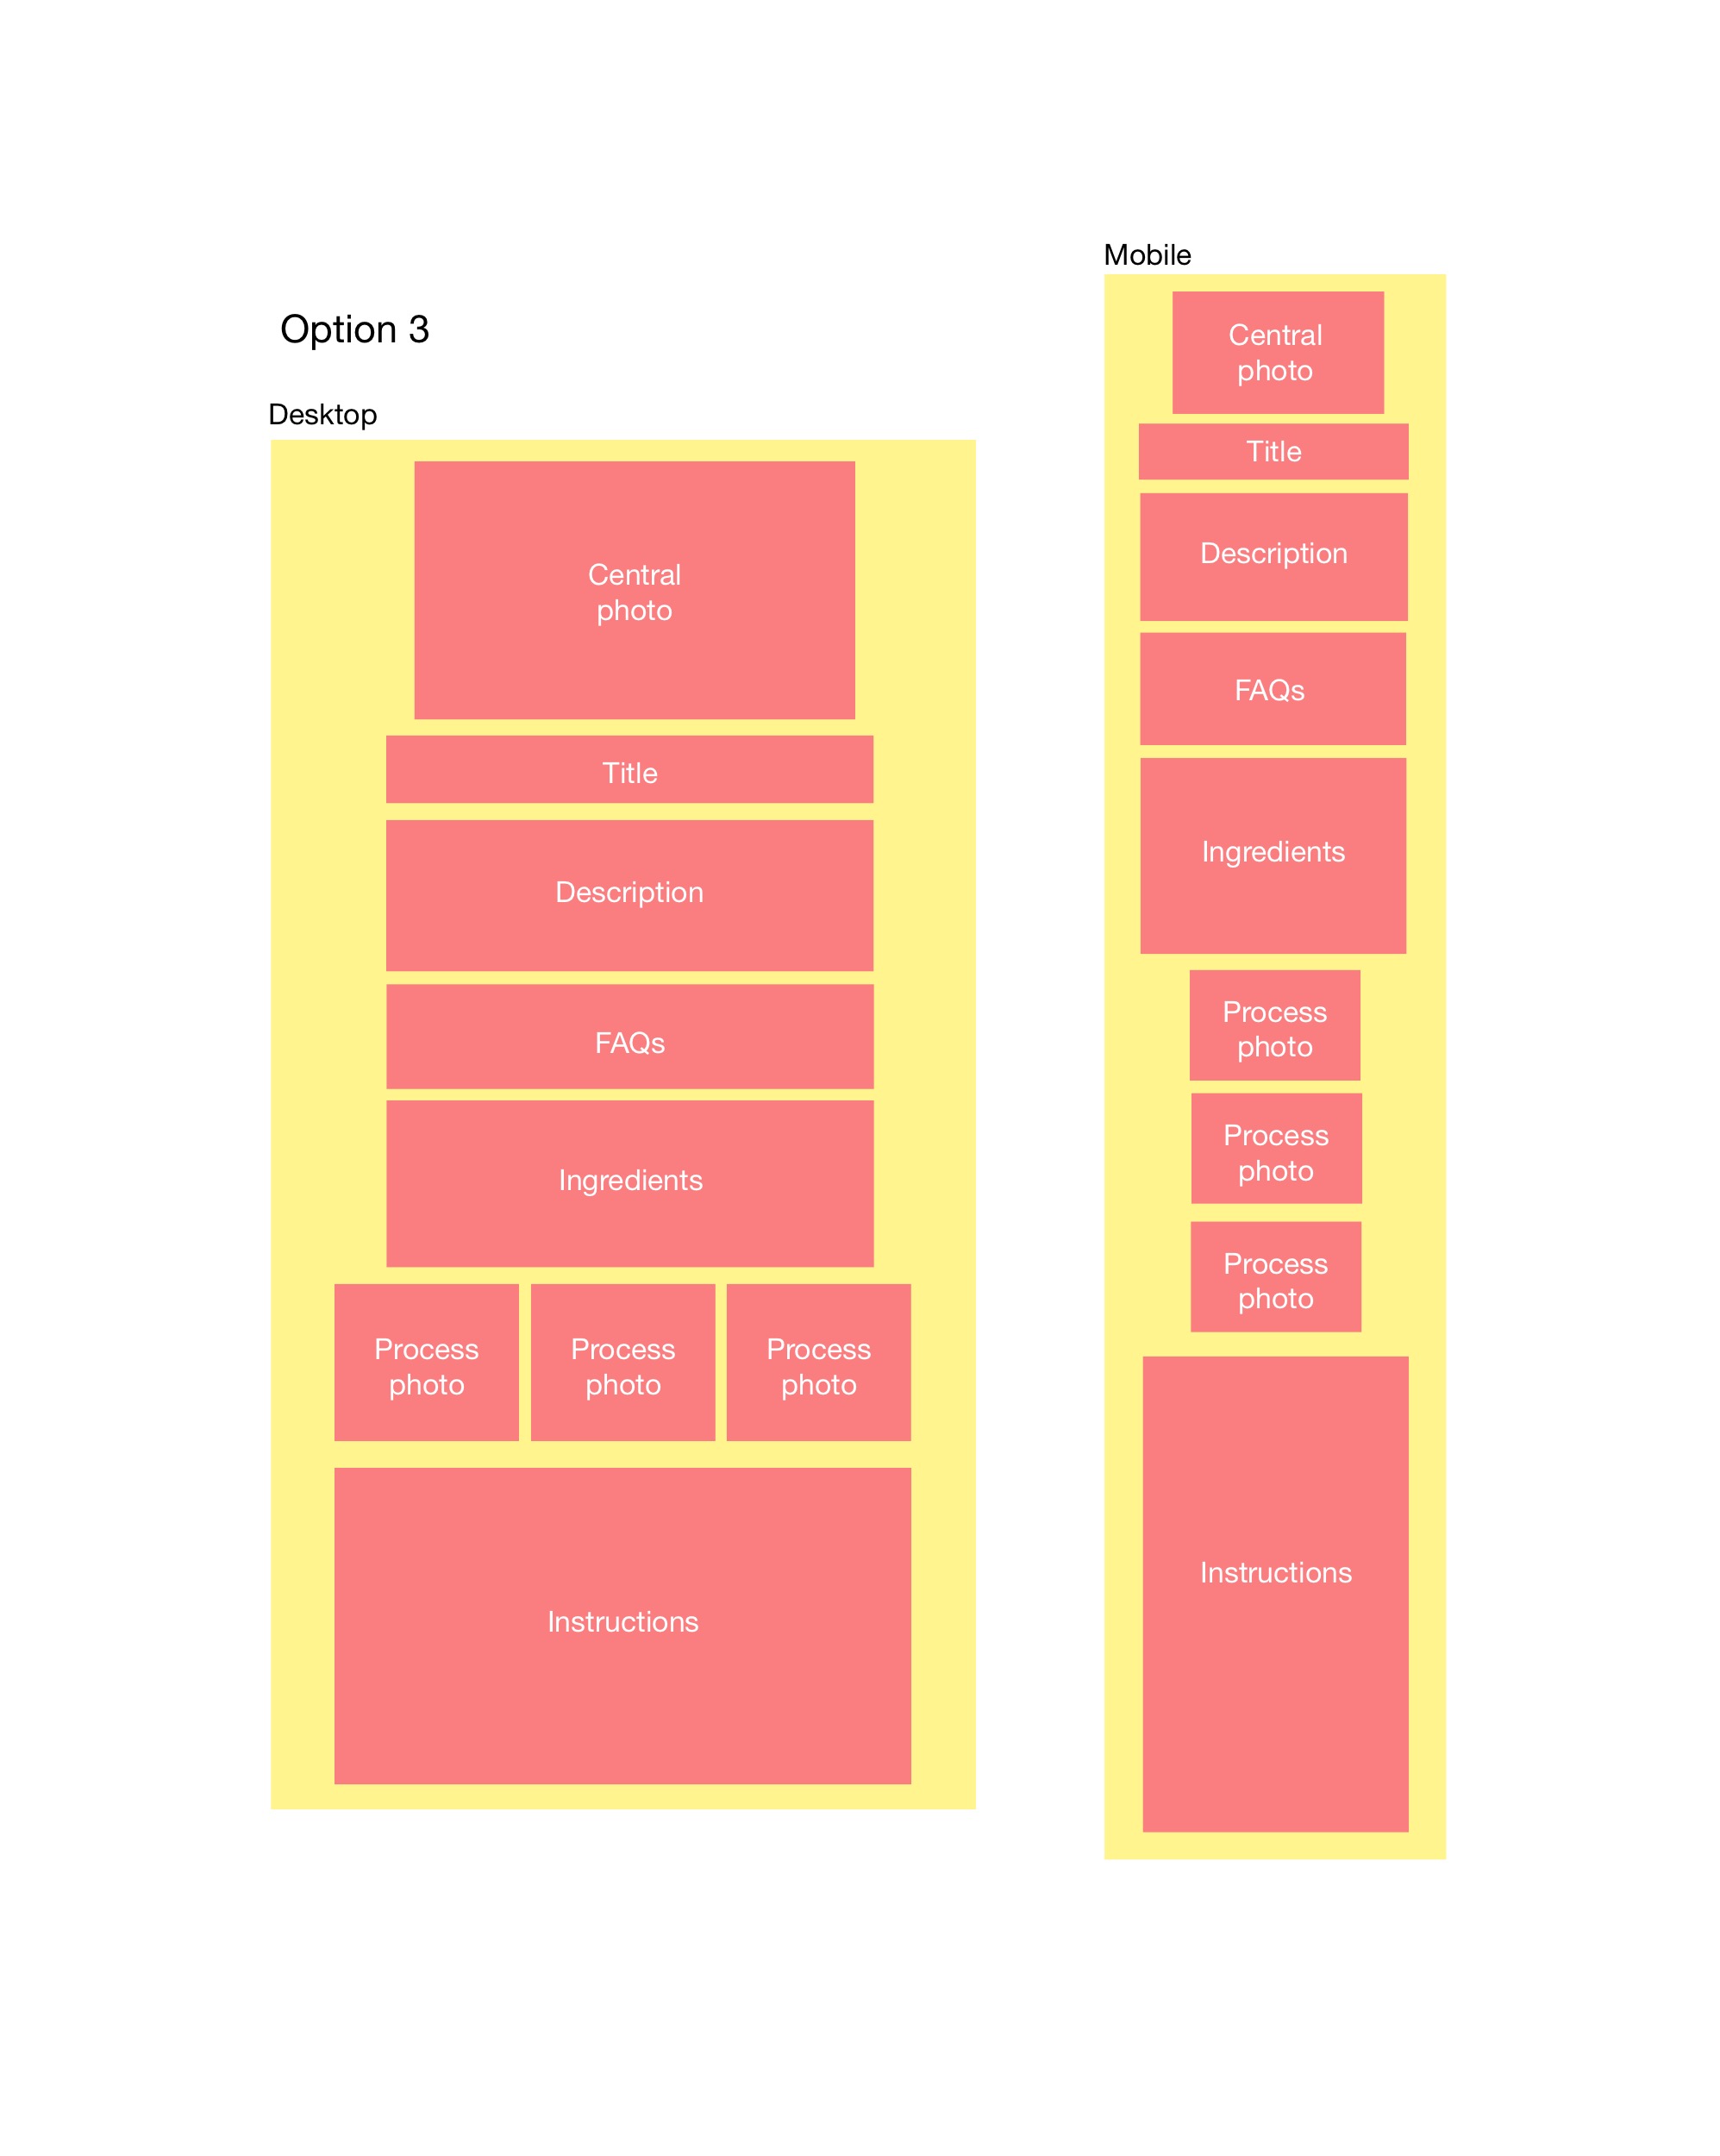 Option 3
Desktop
Central
photo
Title
Description
FAQs
Ingredients
Process
photo
Process
photo
Process
photo
Instructions
Mobile
Central
photo
Title
Description
FAQs
Ingredients
Process
photo
Process
photo
Process
photo
Instructions